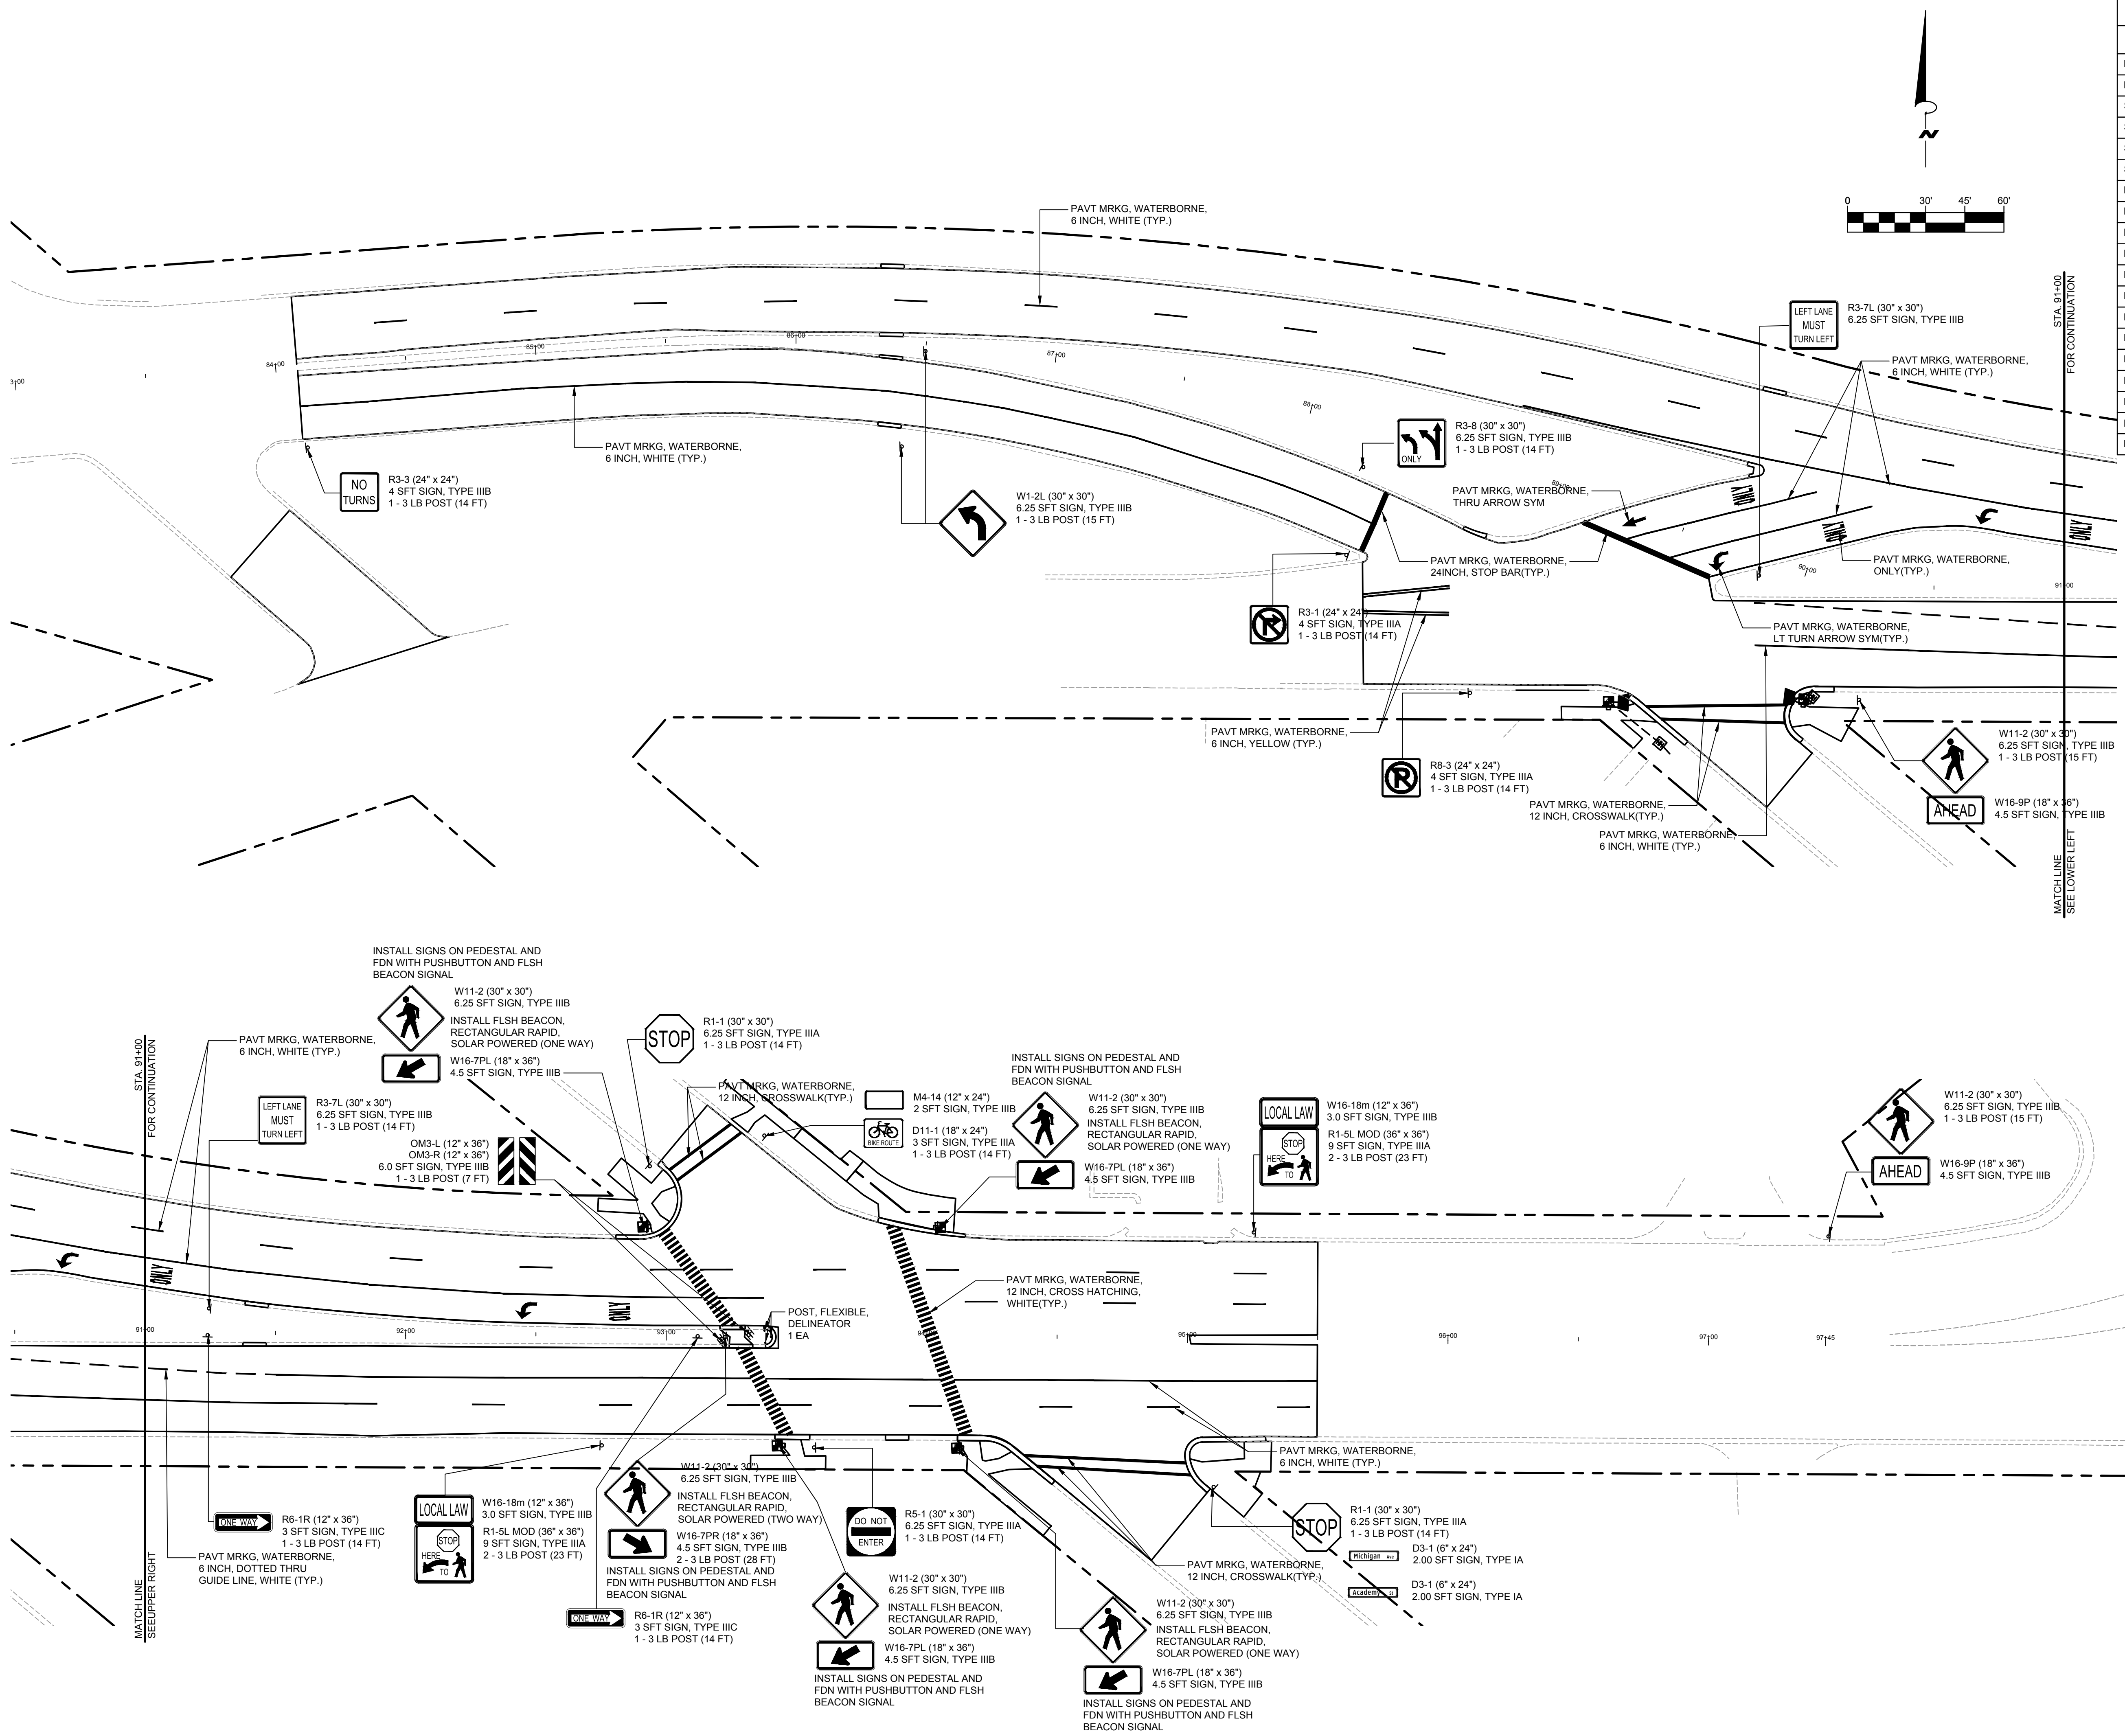 N
0
30'
45'
60'
PAVT MRKG, WATERBORNE,
6 INCH, WHITE (TYP.)
STA. 91+00
FOR CONTINUATION
LEFT LANE
MUST
TURN LEFT
R3-7L (30" x 30")
6.25 SFT SIGN, TYPE IIIB
PAVT MRKG, WATERBORNE,
6 INCH, WHITE (TYP.)
3+00
84+00
85+00
86+00
87+00
88+00
89+00
90+00
91+00
PAVT MRKG, WATERBORNE,
6 INCH, WHITE (TYP.)
NO
TURNS
R3-3 (24" x 24")
4 SFT SIGN, TYPE IIIB
1 - 3 LB POST (14 FT)
W1-2L (30" x 30")
6.25 SFT SIGN, TYPE IIIB
1 - 3 LB POST (15 FT)
ONLY
R3-8 (30" x 30")
6.25 SFT SIGN, TYPE IIIB
1 - 3 LB POST (14 FT)
PAVT MRKG, WATERBORNE,
THRU ARROW SYM
ONLY
ONLY
ONLY
PAVT MRKG, WATERBORNE,
24INCH, STOP BAR(TYP.)
PAVT MRKG, WATERBORNE,
ONLY(TYP.)
R3-1 (24" x 24")
4 SFT SIGN, TYPE IIIA
1 - 3 LB POST (14 FT)
PAVT MRKG, WATERBORNE,
LT TURN ARROW SYM(TYP.)
PAVT MRKG, WATERBORNE,
6 INCH, YELLOW (TYP.)
R8-3 (24" x 24")
4 SFT SIGN, TYPE IIIA
1 - 3 LB POST (14 FT)
PAVT MRKG, WATERBORNE,
12 INCH, CROSSWALK(TYP.)
PAVT MRKG, WATERBORNE,
6 INCH, WHITE (TYP.)
W11-2 (30" x 30")
6.25 SFT SIGN, TYPE IIIB
1 - 3 LB POST (15 FT)
AHEAD
W16-9P (18" x 36")
4.5 SFT SIGN, TYPE IIIB
MATCH LINE
SEE LOWER LEFT
INSTALL SIGNS ON PEDESTAL AND
FDN WITH PUSHBUTTON AND FLSH
BEACON SIGNAL
W11-2 (30" x 30")
6.25 SFT SIGN, TYPE IIIB
INSTALL FLSH BEACON,
RECTANGULAR RAPID,
SOLAR POWERED (ONE WAY)
W16-7PL (18" x 36")
4.5 SFT SIGN, TYPE IIIB
STA. 91+00
FOR CONTINUATION
PAVT MRKG, WATERBORNE,
6 INCH, WHITE (TYP.)
LEFT LANE
MUST
TURN LEFT
R3-7L (30" x 30")
6.25 SFT SIGN, TYPE IIIB
1 - 3 LB POST (14 FT)
OM3-L (12" x 36")
OM3-R (12" x 36")
6.0 SFT SIGN, TYPE IIIB
1 - 3 LB POST (7 FT)
STOP
R1-1 (30" x 30")
6.25 SFT SIGN, TYPE IIIA
1 - 3 LB POST (14 FT)
PAVT MRKG, WATERBORNE,
12 INCH, CROSSWALK(TYP.)
M4-14 (12" x 24")
2 SFT SIGN, TYPE IIIB
BIKE ROUTE
D11-1 (18" x 24")
3 SFT SIGN, TYPE IIIA
1 - 3 LB POST (14 FT)
INSTALL SIGNS ON PEDESTAL AND
FDN WITH PUSHBUTTON AND FLSH
BEACON SIGNAL
W11-2 (30" x 30")
6.25 SFT SIGN, TYPE IIIB
INSTALL FLSH BEACON,
RECTANGULAR RAPID,
SOLAR POWERED (ONE WAY)
W16-7PL (18" x 36")
4.5 SFT SIGN, TYPE IIIB
LOCAL LAW
W16-18m (12" x 36")
3.0 SFT SIGN, TYPE IIIB
STOP
HERE
TO
R1-5L MOD (36" x 36")
9 SFT SIGN, TYPE IIIA
2 - 3 LB POST (23 FT)
W11-2 (30" x 30")
6.25 SFT SIGN, TYPE IIIB
1 - 3 LB POST (15 FT)
AHEAD
W16-9P (18" x 36")
4.5 SFT SIGN, TYPE IIIB
ONLY
ONLY
PAVT MRKG, WATERBORNE,
12 INCH, CROSS HATCHING,
WHITE(TYP.)
POST, FLEXIBLE,
DELINEATOR
1 EA
91+00
92+00
93+00
94+00
95+00
96+00
97+00
97+45
PAVT MRKG, WATERBORNE,
6 INCH, WHITE (TYP.)
ONE WAY
R6-1R (12" x 36")
3 SFT SIGN, TYPE IIIC
1 - 3 LB POST (14 FT)
PAVT MRKG, WATERBORNE,
6 INCH, DOTTED THRU
GUIDE LINE, WHITE (TYP.)
MATCH LINE
SEEUPPER RIGHT
LOCAL LAW
W16-18m (12" x 36")
3.0 SFT SIGN, TYPE IIIB
STOP
HERE
TO
R1-5L MOD (36" x 36")
9 SFT SIGN, TYPE IIIA
2 - 3 LB POST (23 FT)
W11-2 (30" x 30")
6.25 SFT SIGN, TYPE IIIB
INSTALL FLSH BEACON,
RECTANGULAR RAPID,
SOLAR POWERED (TWO WAY)
W16-7PR (18" x 36")
4.5 SFT SIGN, TYPE IIIB
2 - 3 LB POST (28 FT)
INSTALL SIGNS ON PEDESTAL AND
FDN WITH PUSHBUTTON AND FLSH
BEACON SIGNAL
ONE WAY
R6-1R (12" x 36")
3 SFT SIGN, TYPE IIIC
1 - 3 LB POST (14 FT)
DO NOT
ENTER
R5-1 (30" x 30")
6.25 SFT SIGN, TYPE IIIA
1 - 3 LB POST (14 FT)
W11-2 (30" x 30")
6.25 SFT SIGN, TYPE IIIB
INSTALL FLSH BEACON,
RECTANGULAR RAPID,
SOLAR POWERED (ONE WAY)
W16-7PL (18" x 36")
4.5 SFT SIGN, TYPE IIIB
INSTALL SIGNS ON PEDESTAL AND
FDN WITH PUSHBUTTON AND FLSH
BEACON SIGNAL
STOP
R1-1 (30" x 30")
6.25 SFT SIGN, TYPE IIIA
1 - 3 LB POST (14 FT)
Michigan Ave
D3-1 (6" x 24")
2.00 SFT SIGN, TYPE IA
Academy St
D3-1 (6" x 24")
2.00 SFT SIGN, TYPE IA
PAVT MRKG, WATERBORNE,
12 INCH, CROSSWALK(TYP.)
W11-2 (30" x 30")
6.25 SFT SIGN, TYPE IIIB
INSTALL FLSH BEACON,
RECTANGULAR RAPID,
SOLAR POWERED (ONE WAY)
W16-7PL (18" x 36")
4.5 SFT SIGN, TYPE IIIB
INSTALL SIGNS ON PEDESTAL AND
FDN WITH PUSHBUTTON AND FLSH
BEACON SIGNAL